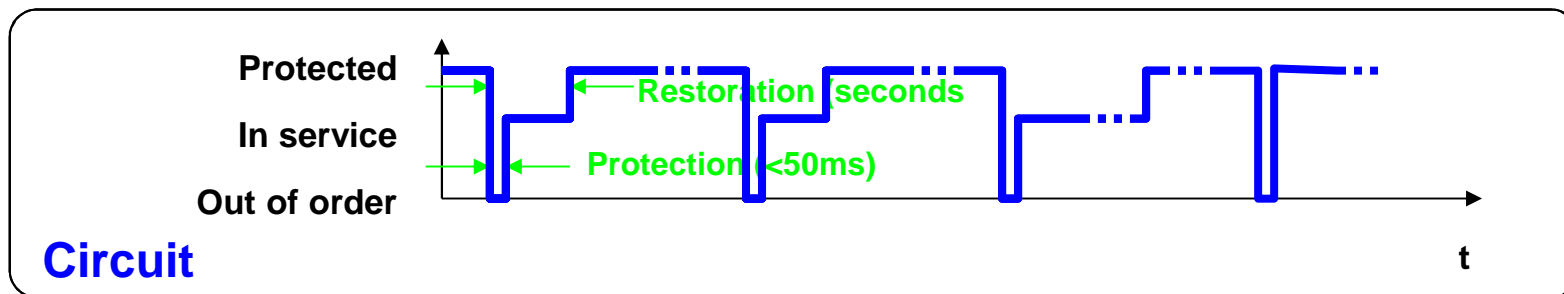 Protected
Restoration (seconds
In service
Protection (<50ms)
Out of order
Circuit
t